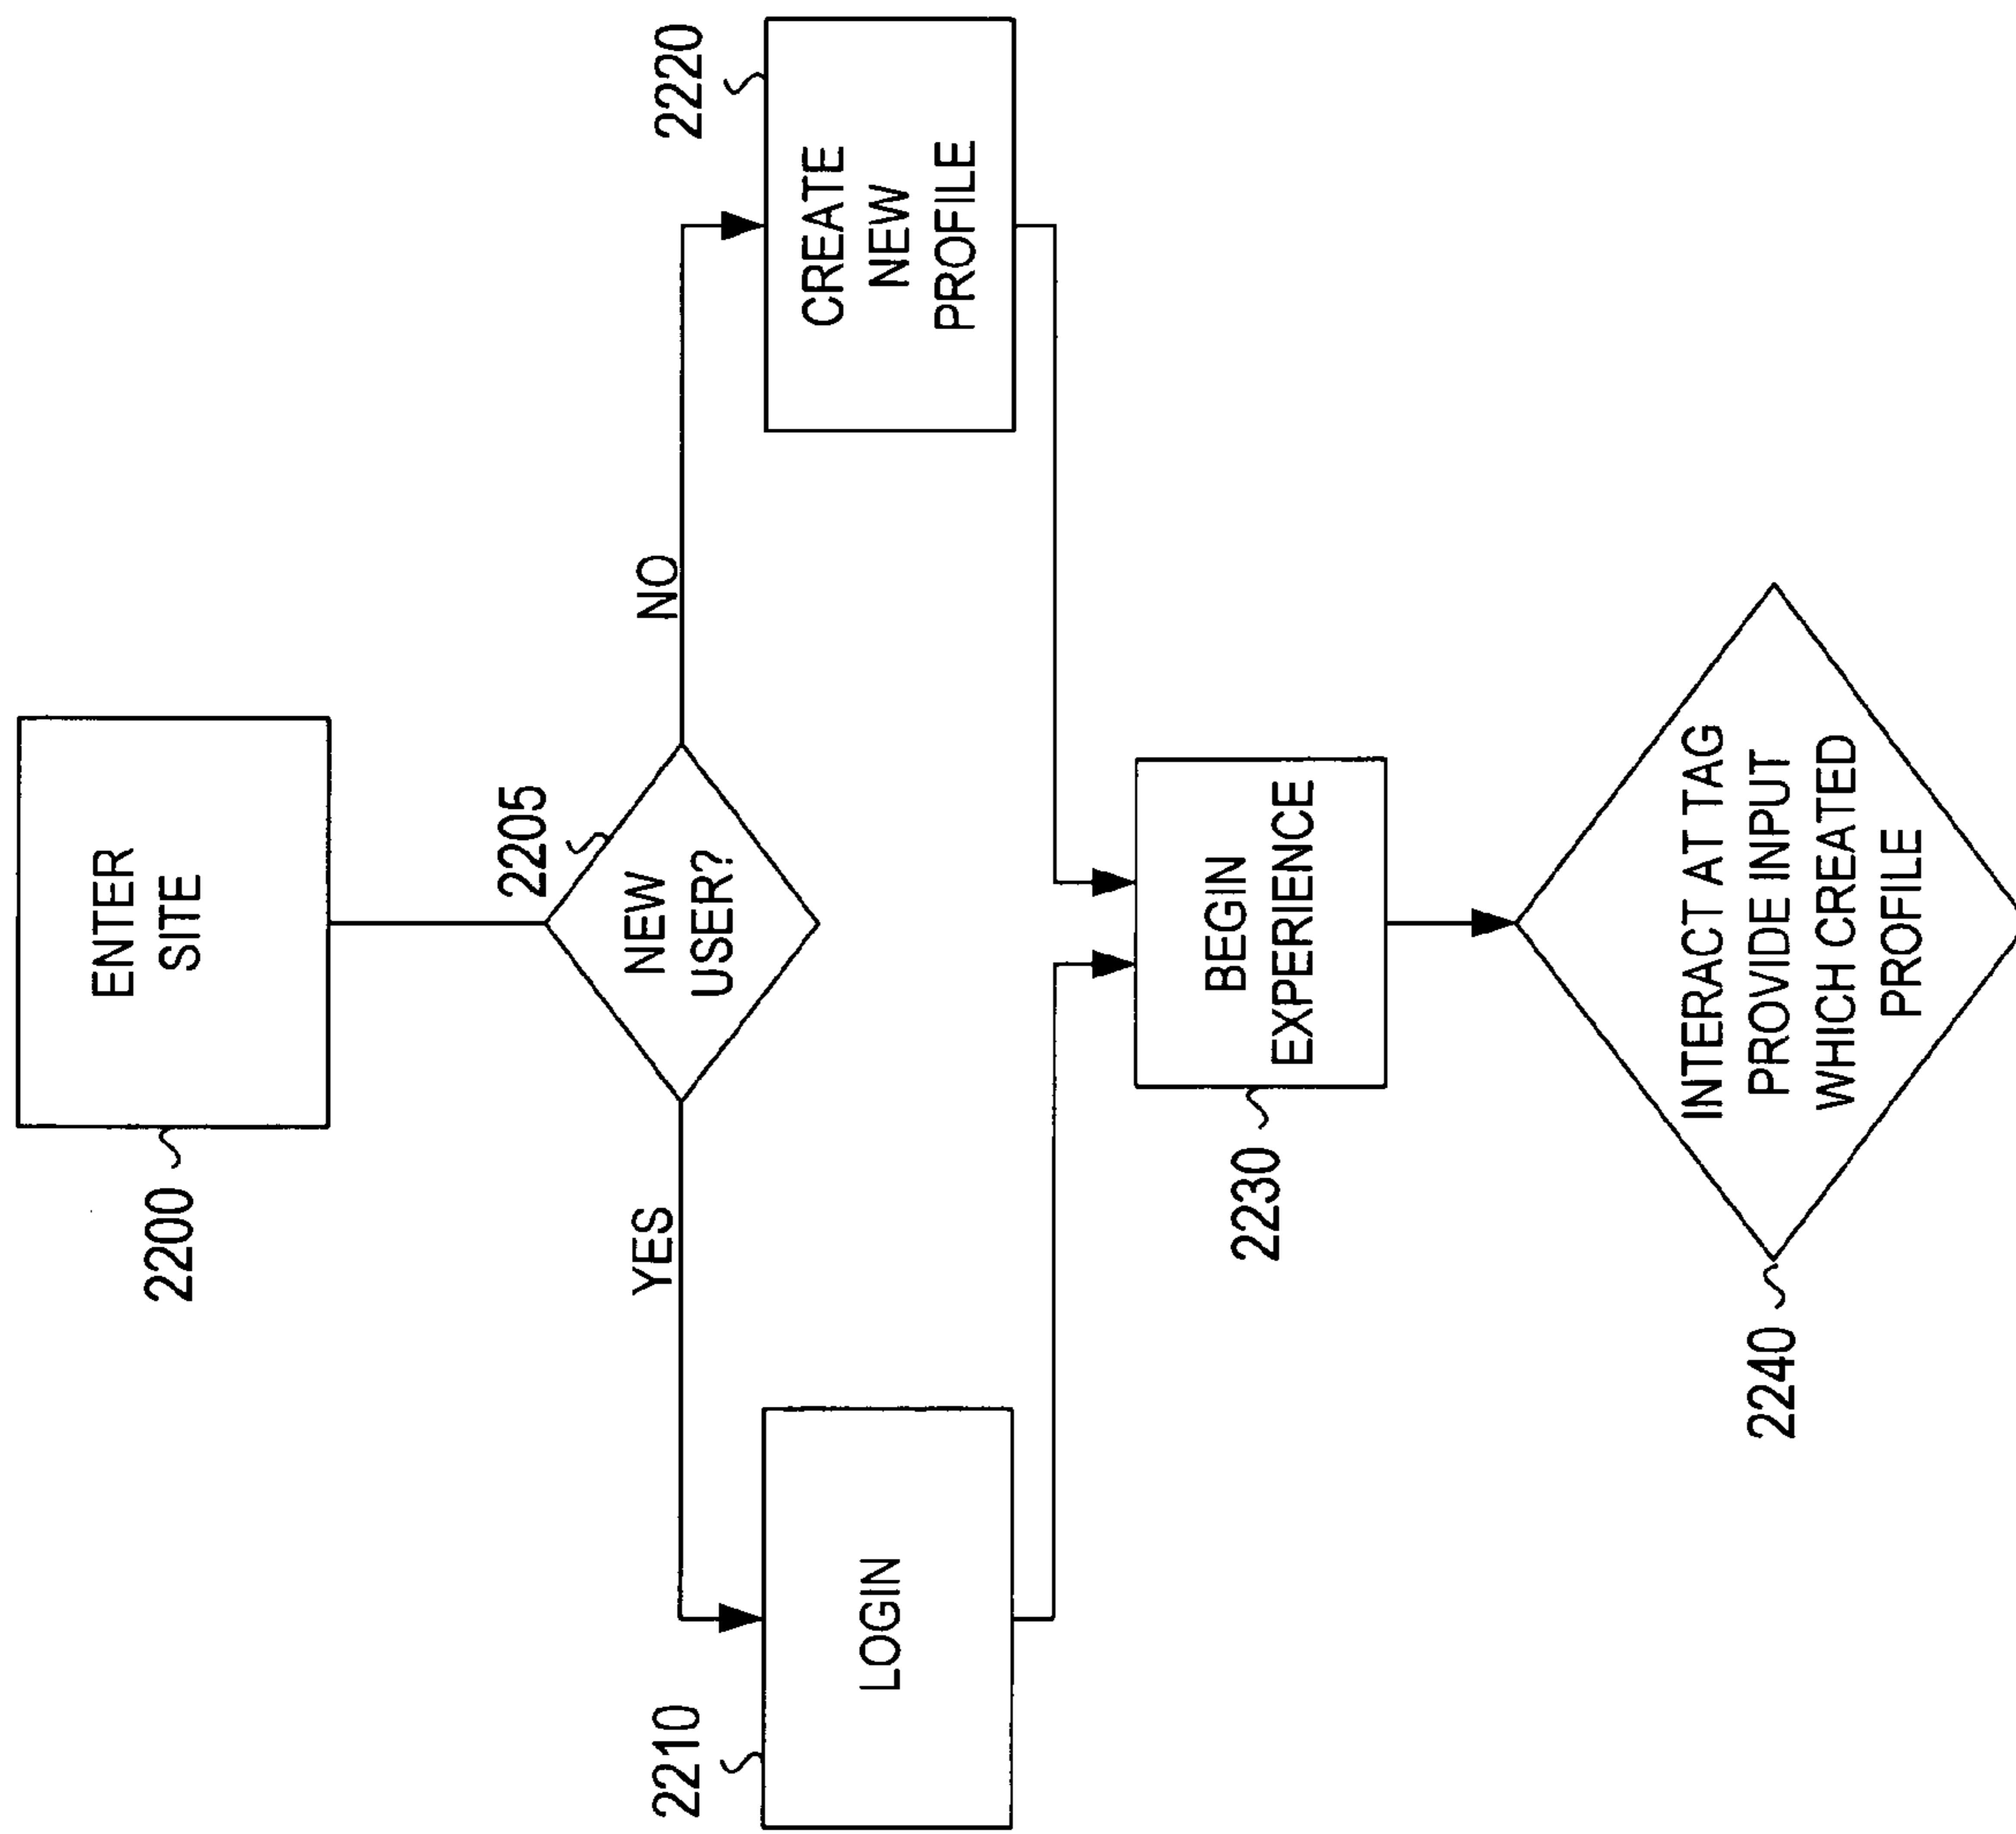 ENTER
SITE
2200
2205
NEW
USER?
YES
NO
2210
LOGIN
2220
CREATE
NEW
PROFILE
BEGIN
EXPERIENCE
2230
INTERACT AT TAG
PROVIDE INPUT
WHICH CREATED
PROFILE
2240